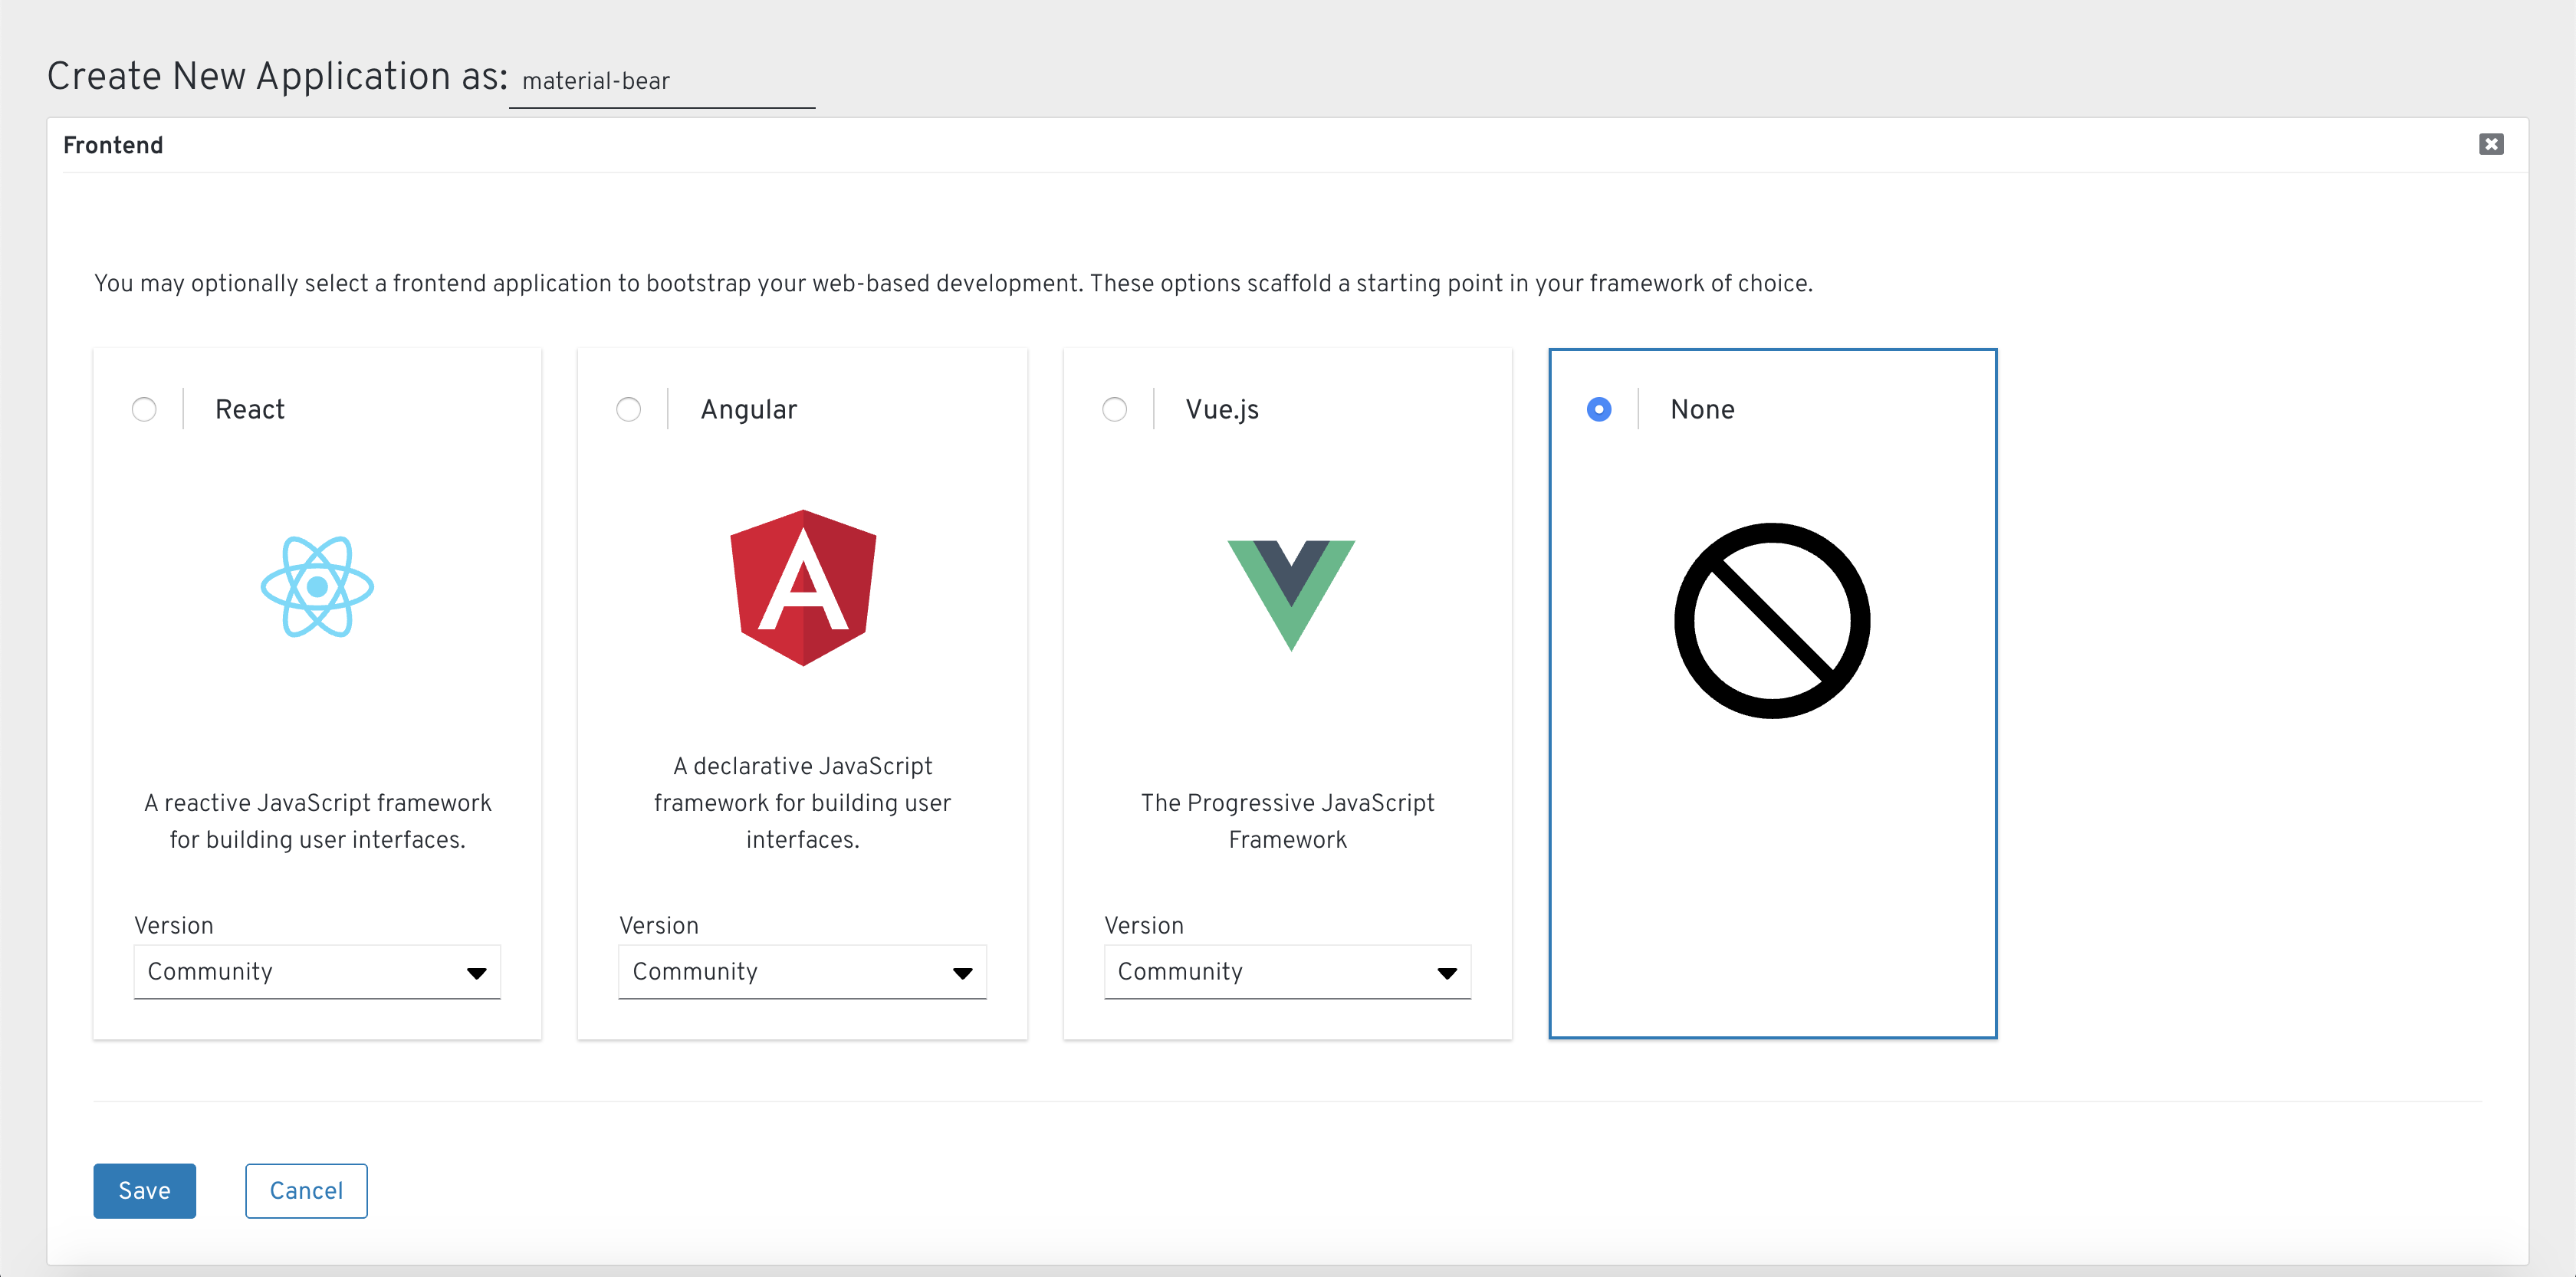 Create New Application as: material-bear
Frontend
You may optionally select a frontend application to bootstrap your web-based development. These options scaffold a starting point in your framework of choice.
React
A reactive JavaScript framework
for building user interfaces.
Version
Community
Angular
A declarative JavaScript
framework for building user
interfaces.
Version
Community
Vue.js
The Progressive JavaScript
Framework
Version
Community
None
Save
Cancel